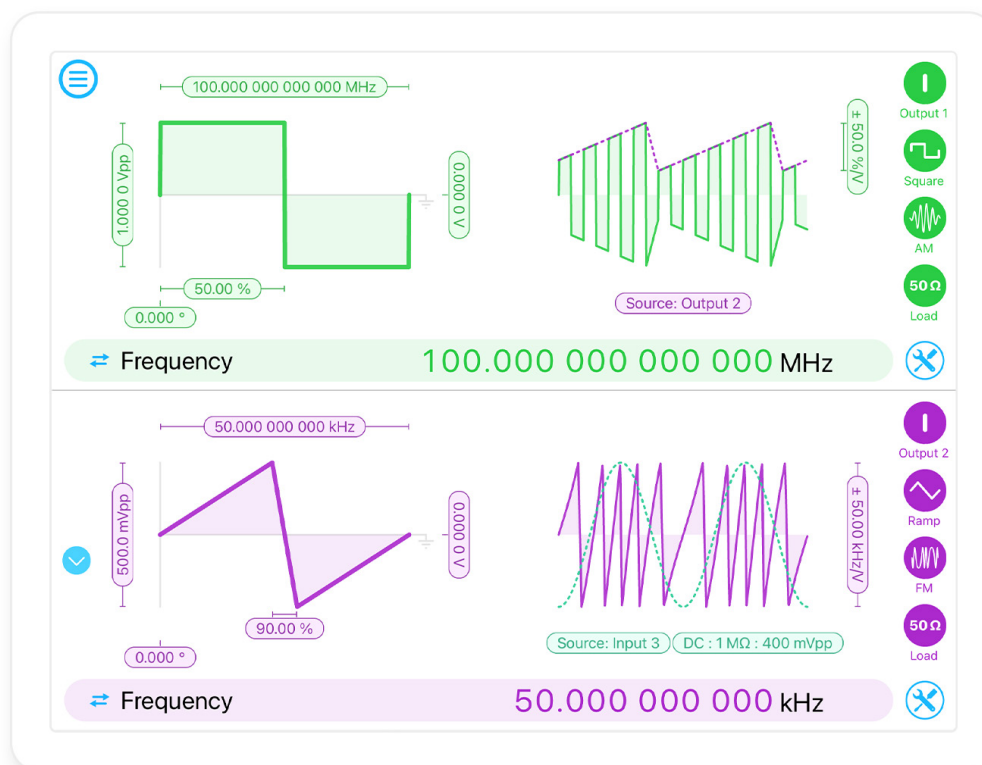 100.000 000 000 000 MHz
1.000 0 Vpp
0.000 0 V
50.00 %
0.000 °
± 50.0 %/V
Source: Output 2
Output 1
Square
AM
50 Ω
Load
Frequency
100.000 000 000 000 MHz
50.000 000 000 kHz
500.0 mVpp
0.000 0 V
90.00 %
0.000 °
± 50.00 kHz/V
Source: Input 3
DC : 1 MΩ : 400 mVpp
Output 2
Ramp
FM
50 Ω
Load
Frequency
50.000 000 000 kHz